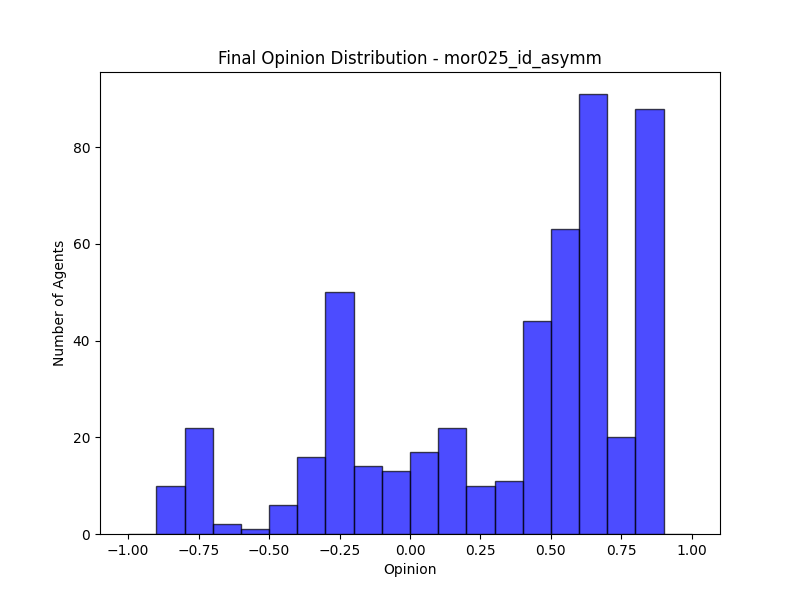 Final Opinion Distribution - mor025_id_asymm
Number of Agents
80
60
40
20
0
−1.00 −0.75 −0.50 −0.25 0.00 0.25 0.50 0.75 1.00
Opinion